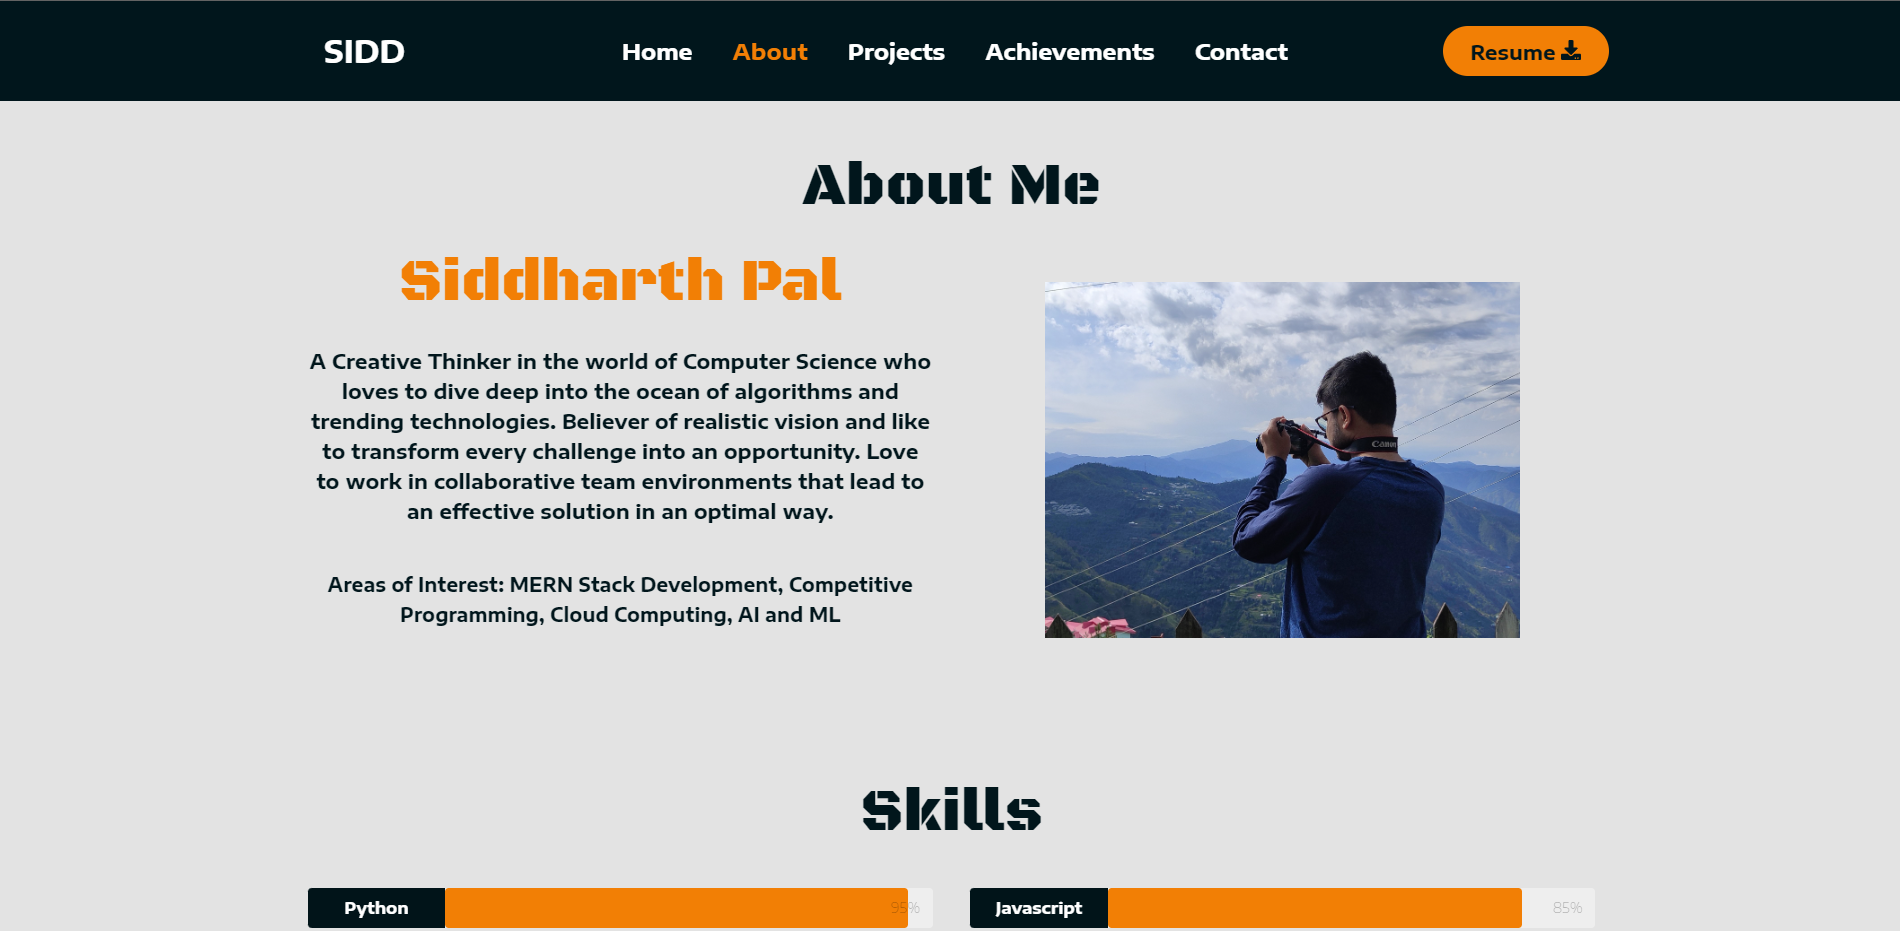 SIDD
Home About Projects Achievements Contact
Resume
About Me
Siddharth Pal
A Creative Thinker in the world of Computer Science who
loves to dive deep into the ocean of algorithms and
trending technologies. Believer of realistic vision and like
to transform every challenge into an opportunity. Love
to work in collaborative team environments that lead to
an effective solution in an optimal way.
Areas of Interest: MERN Stack Development, Competitive
Programming, Cloud Computing, AI and ML
Canon
Skills
Python 95%
Javascript 85%